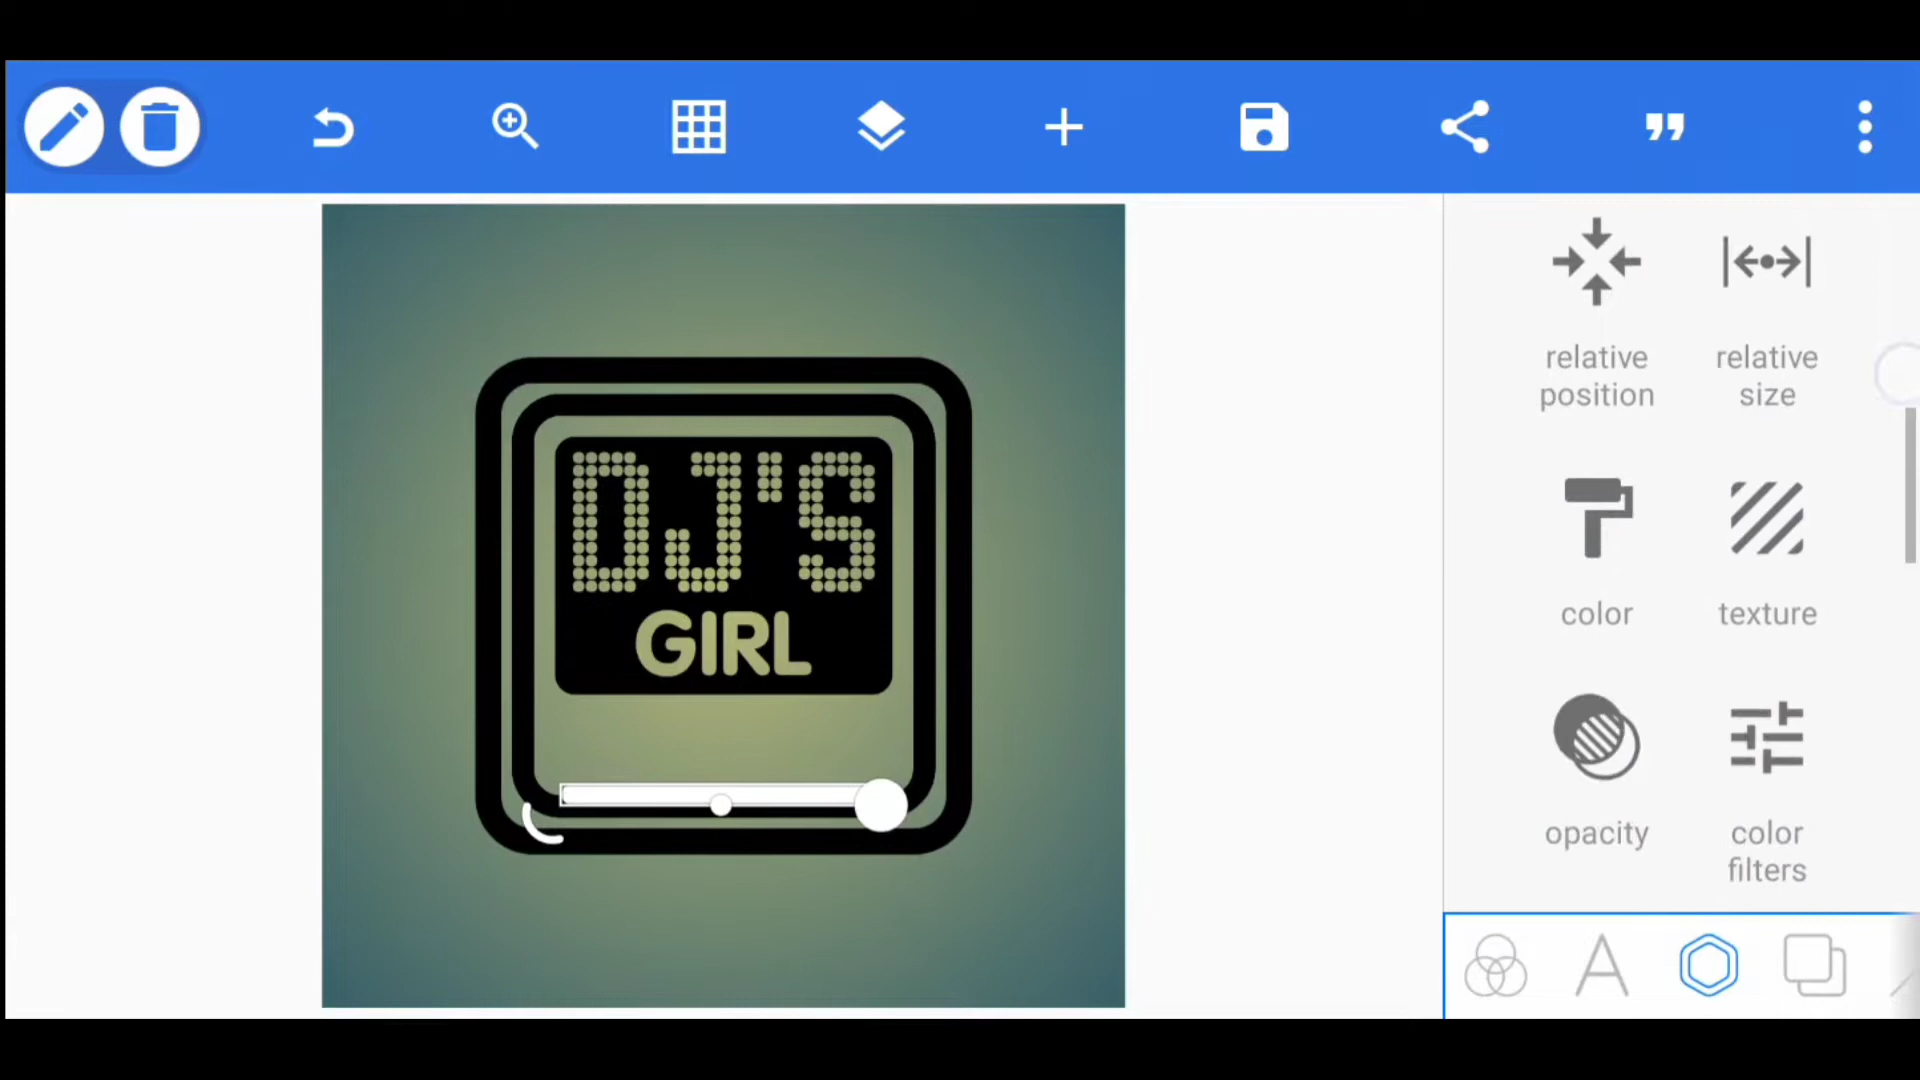 DJ'S
GIRL
relative position
relative size
color
texture
opacity
color filters